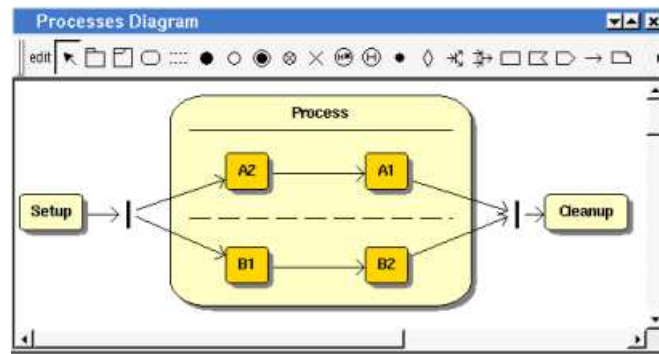 Processes Diagram
edit
Process
A2 A1
Setup Cleanup
B1 B2